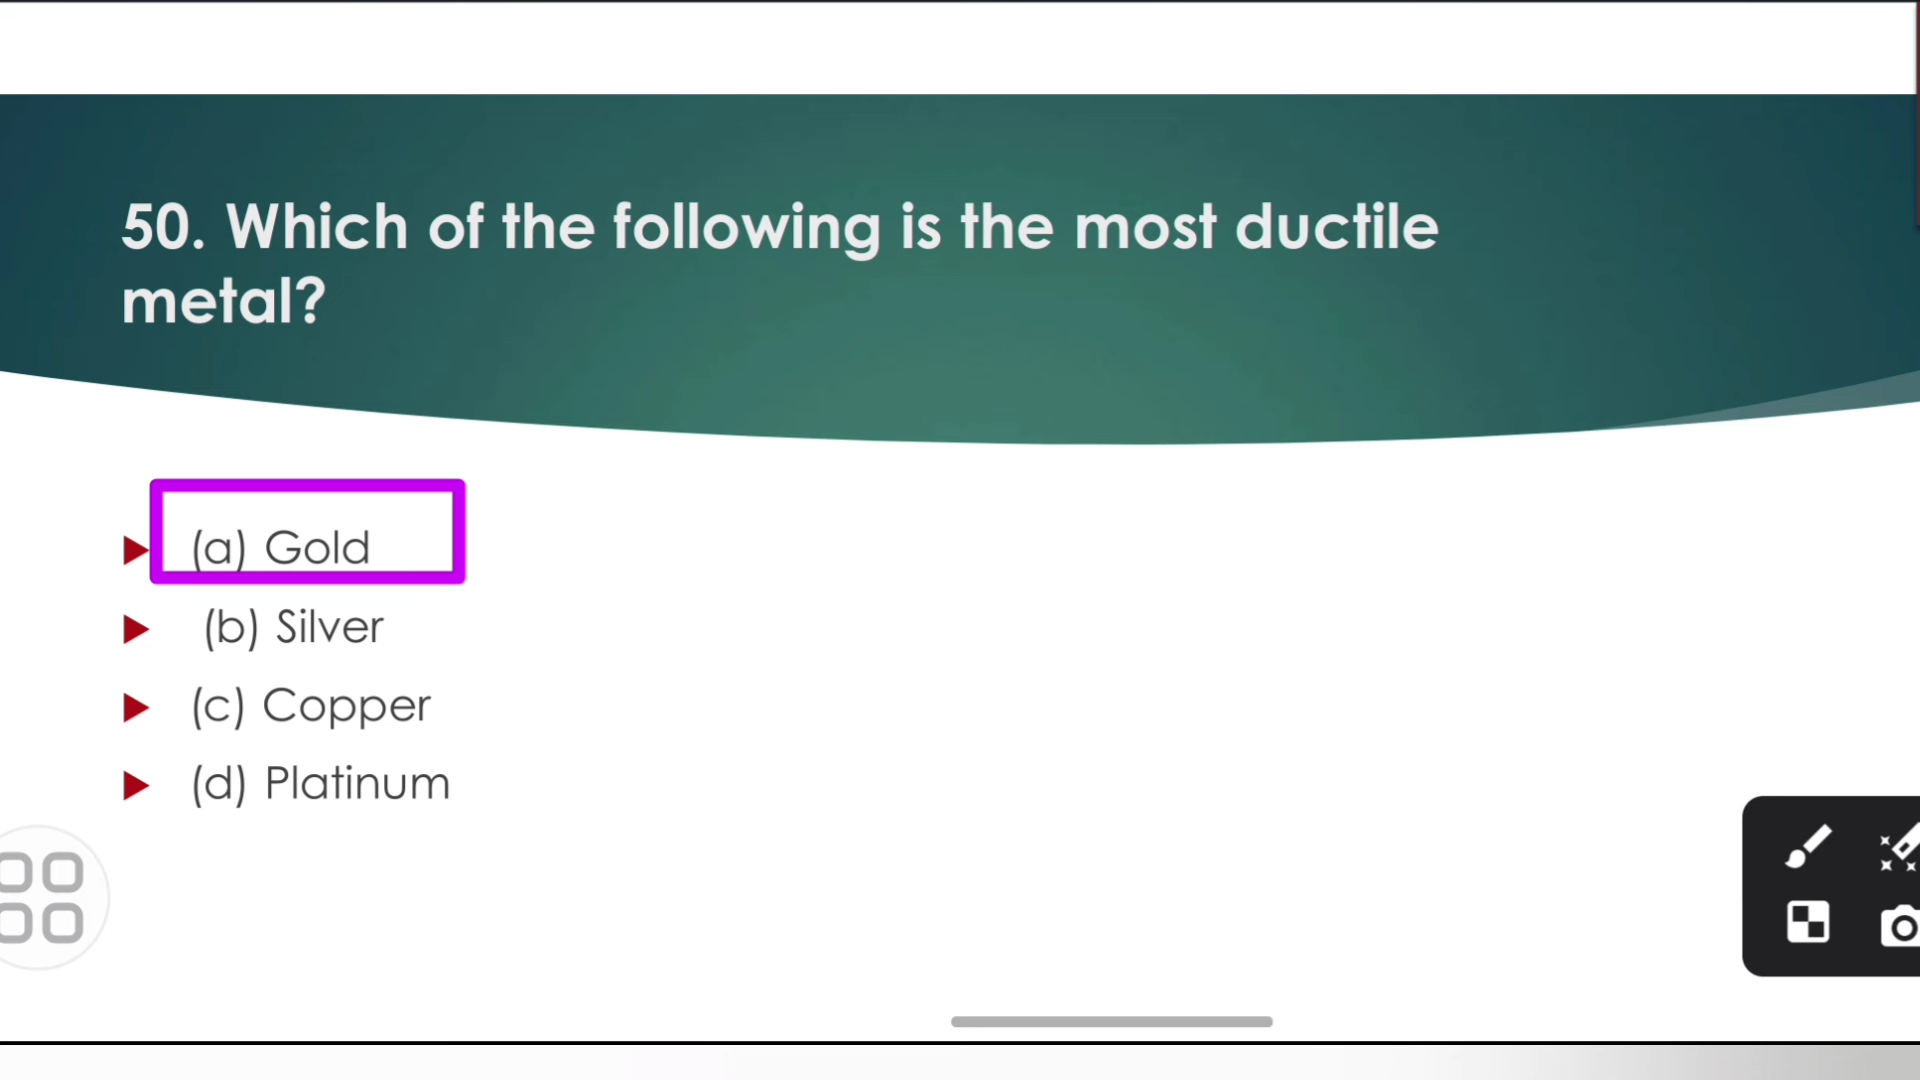 50. Which of the following is the most ductile
metal?
(a) Gold
(b) Silver
(c) Copper
(d) Platinum